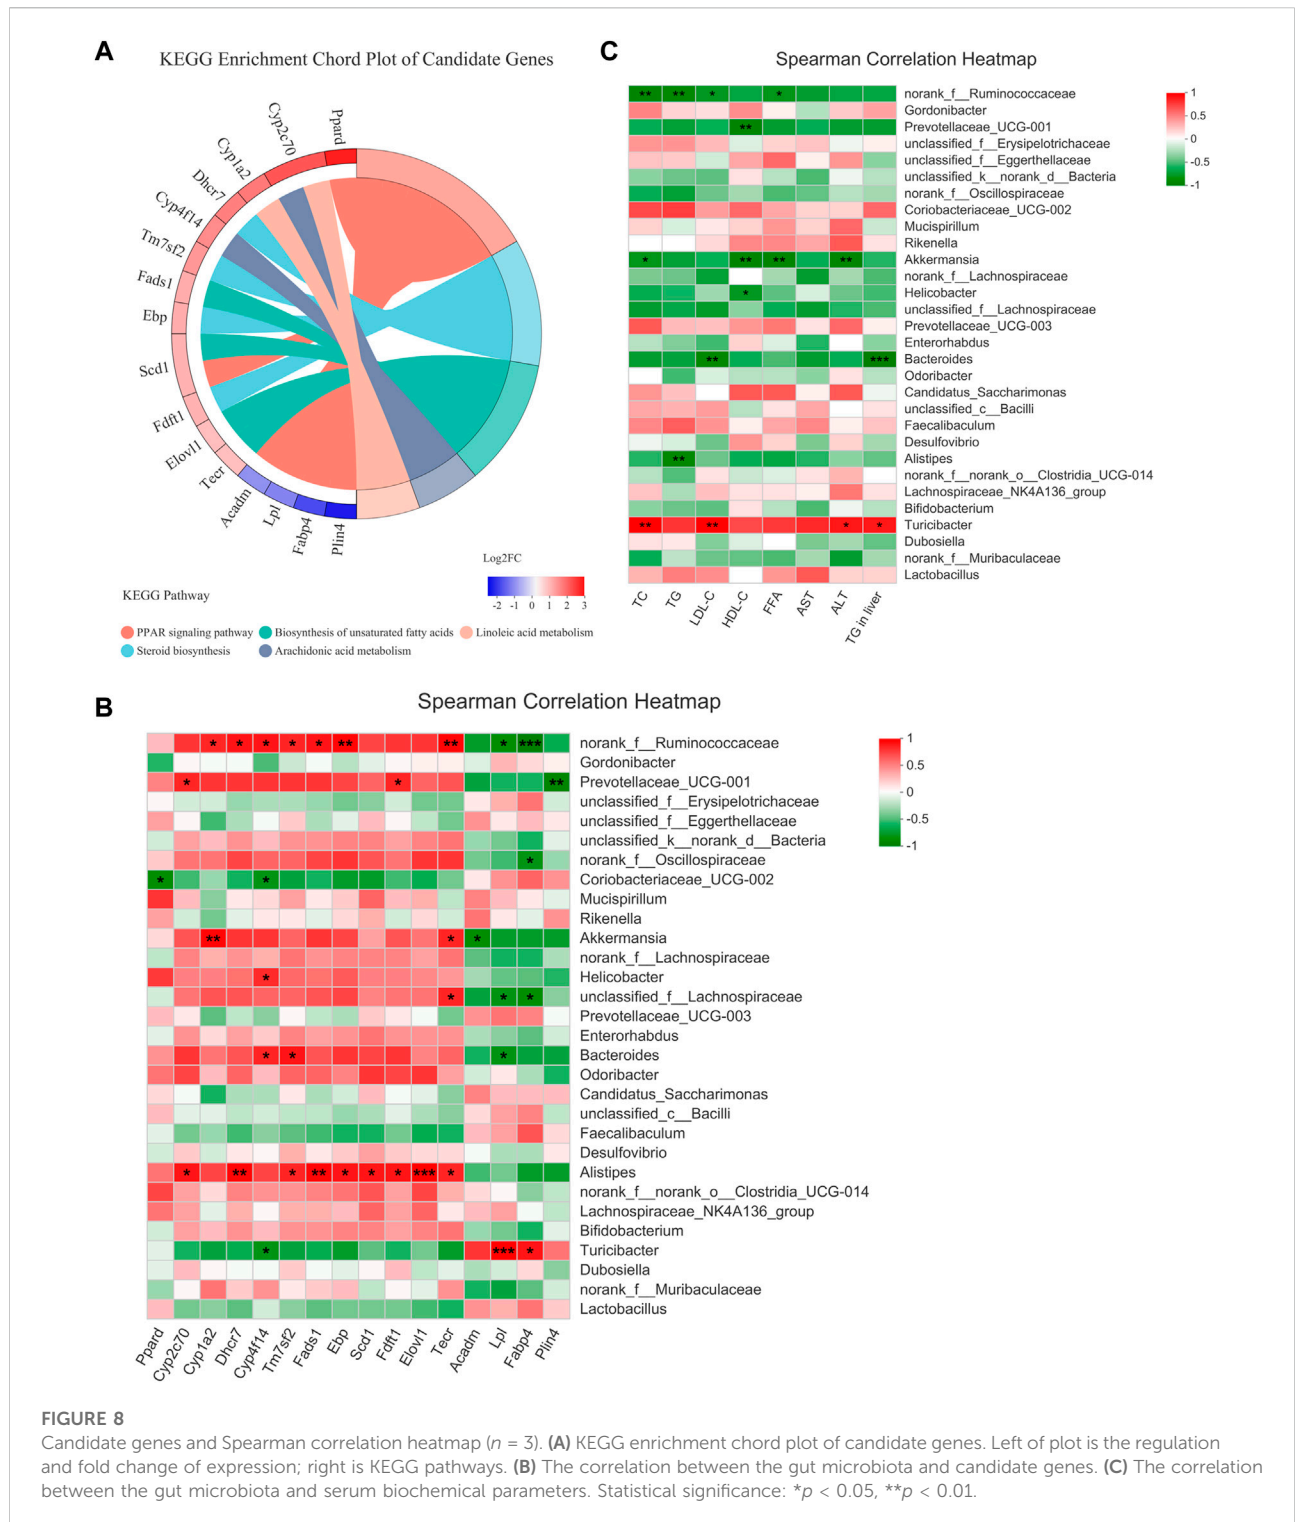 A
KEGG Enrichment Chord Plot of Candidate Genes
Ppard
Cyp2c70
Cyp1a2
Dhcr7
Cyp4f14
Tm7sf2
Fads1
Ebp
Scd1
Fdft1
Elovl1
Tecr
Acadm
Lpl
Fabp4
Plin4
Log2FC
-2 -1 0 1 2 3
KEGG Pathway
PPAR signaling pathway
Biosynthesis of unsaturated fatty acids
Linoleic acid metabolism
Steroid biosynthesis
Arachidonic acid metabolism
C
Spearman Correlation Heatmap
** ** * * norank_f__Ruminococcaceae
Gordonibacter
** Prevotellaceae_UCG-001
unclassified_f__Erysipelotrichaceae
unclassified_f__Eggerthellaceae
unclassified_k__norank_d__Bacteria
norank_f__Oscillospiraceae
Coriobacteriaceae_UCG-002
Mucispirillum
Rikenella
* ** ** ** Akkermansia
norank_f__Lachnospiraceae
* Helicobacter
unclassified_f__Lachnospiraceae
Prevotellaceae_UCG-003
Enterorhabdus
** *** Bacteroides
Odoribacter
Candidatus_Saccharimonas
unclassified_c__Bacilli
Faecalibaculum
Desulfovibrio
** Alistipes
norank_f__norank_o__Clostridia_UCG-014
Lachnospiraceae_NK4A136_group
Bifidobacterium
** ** * * Turicibacter
Dubosiella
norank_f__Muribaculaceae
Lactobacillus
TC TG LDL-C HDL-C FFA AST ALT TG in liver
1
0.5
0
-0.5
-1
B
Spearman Correlation Heatmap
* * * * * ** ** * *** norank_f__Ruminococcaceae
Gordonibacter
* * ** Prevotellaceae_UCG-001
unclassified_f__Erysipelotrichaceae
unclassified_f__Eggerthellaceae
unclassified_k__norank_d__Bacteria
* norank_f__Oscillospiraceae
* * Coriobacteriaceae_UCG-002
Mucispirillum
Rikenella
** * * Akkermansia
norank_f__Lachnospiraceae
* Helicobacter
* * * unclassified_f__Lachnospiraceae
Prevotellaceae_UCG-003
Enterorhabdus
* * * Bacteroides
Odoribacter
Candidatus_Saccharimonas
unclassified_c__Bacilli
Faecalibaculum
Desulfovibrio
* ** * ** * * * *** * Alistipes
norank_f__norank_o__Clostridia_UCG-014
Lachnospiraceae_NK4A136_group
Bifidobacterium
* *** * Turicibacter
Dubosiella
norank_f__Muribaculaceae
Lactobacillus
Ppard Cyp2c70 Cyp1a2 Dhcr7 Cyp4f14 Tm7sf2 Fads1 Ebp Scd1 Fdft1 Elovl1 Tecr Acadm Lpl Fabp4 Plin4
1
0.5
0
-0.5
-1
FIGURE 8
Candidate genes and Spearman correlation heatmap (n = 3). (A) KEGG enrichment chord plot of candidate genes. Left of plot is the regulation
and fold change of expression; right is KEGG pathways. (B) The correlation between the gut microbiota and candidate genes. (C) The correlation
between the gut microbiota and serum biochemical parameters. Statistical significance: *p < 0.05, **p < 0.01.